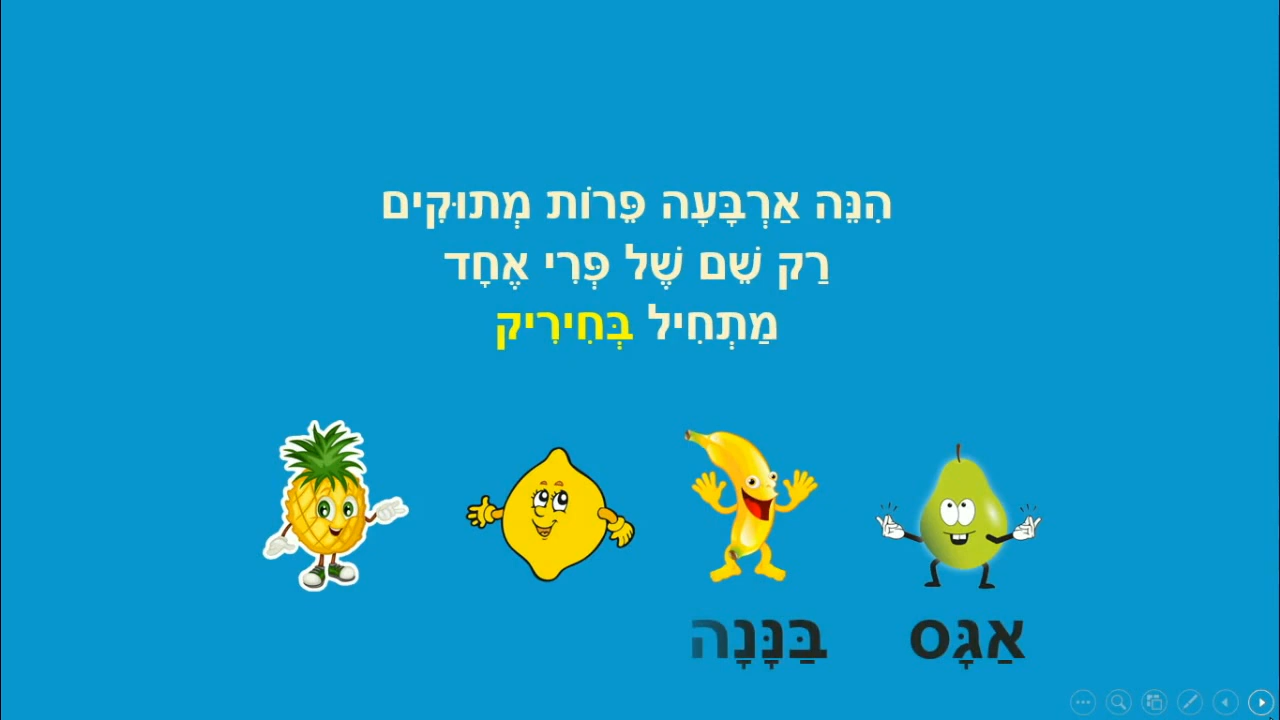 הִנֵּה אַרְבָּעָה פֵּרוֹת מְתוּקִים
רַק שֵׁם שֶׁל פְּרִי אֶחָד
מַתְחִיל בְּחִירִיק
אַגָּס בַּנָּנָה